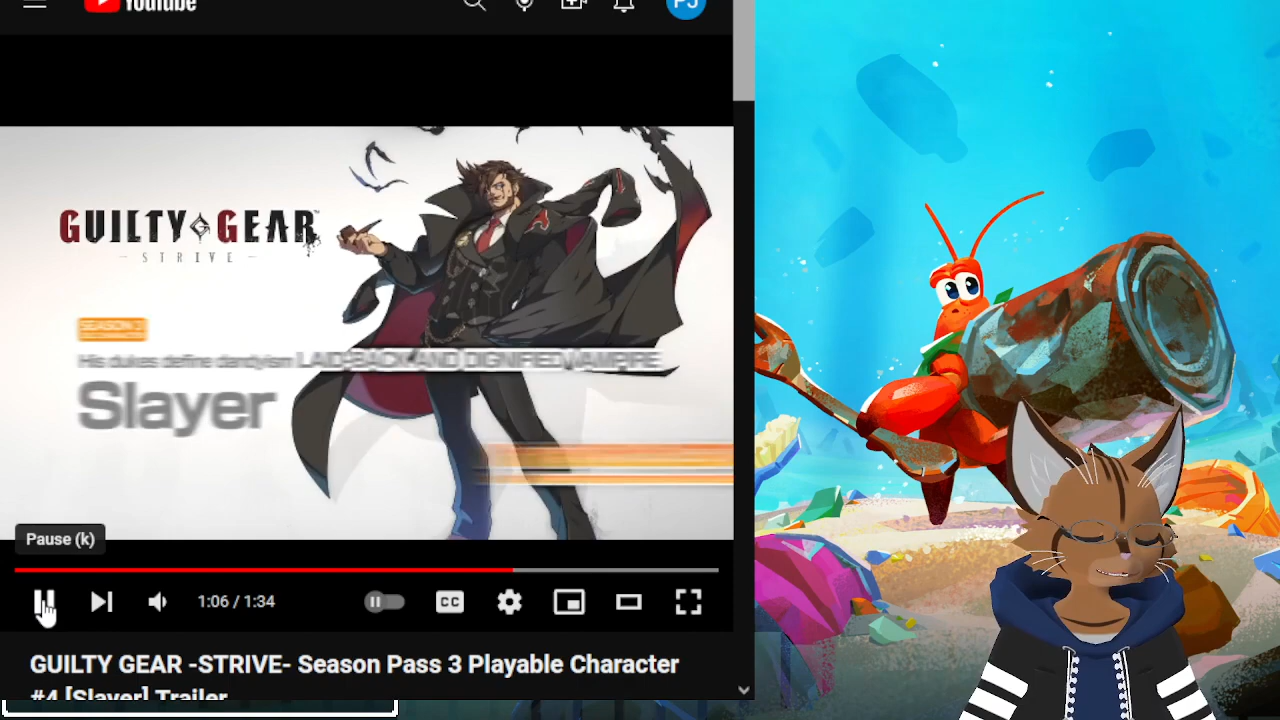 YouTube
PJ
GUILTY GEAR
STRIVE
SEASON
His dukes define dandyism LAID-BACK AND DIGNIFIED VAMPIRE
Slayer
Pause (k)
1:06 / 1:34
CC
GUILTY GEAR -STRIVE- Season Pass 3 Playable Character
#4 [Slayer] Trailer